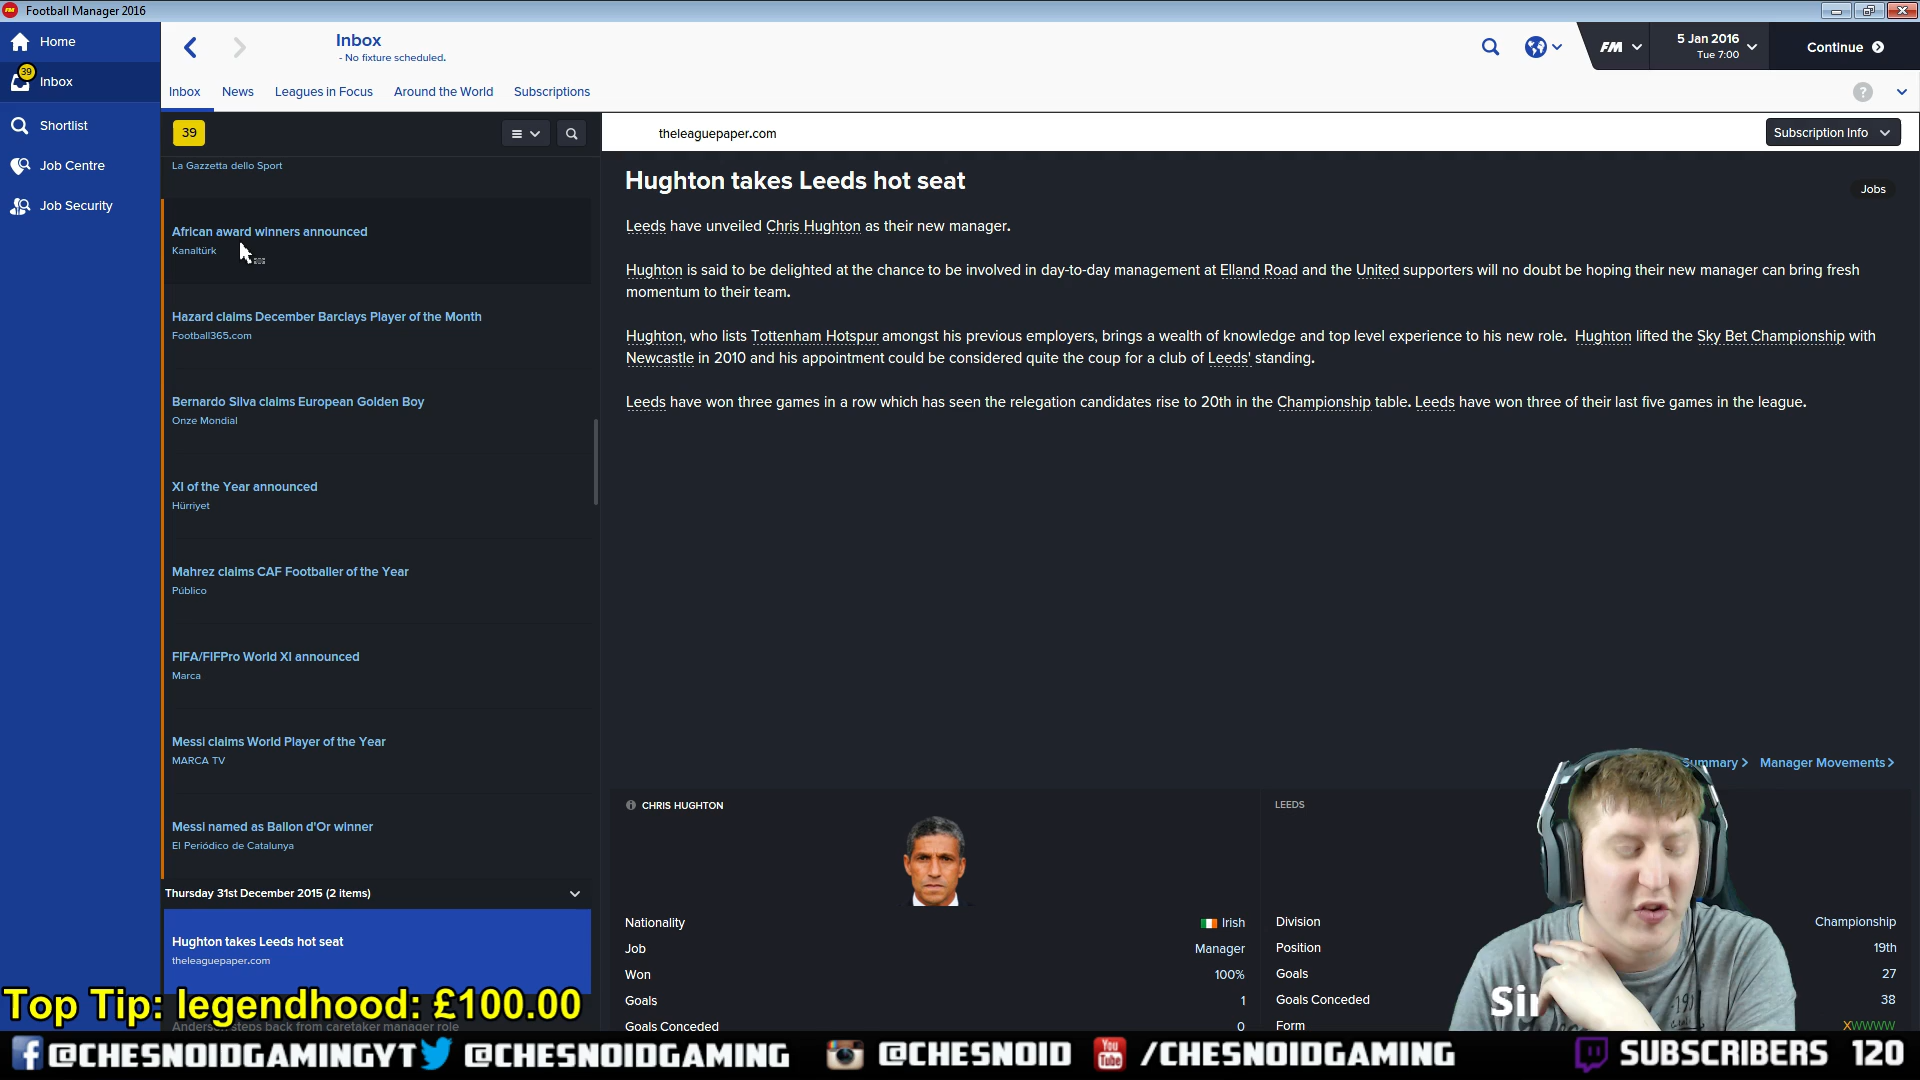 Football Manager 2016
Home
39
Inbox
Shortlist
Job Centre
Job Security
Inbox
- No fixture scheduled.
FM
5 Jan 2016
Tue 7:00
Continue
Inbox
News
Leagues in Focus
Around the World
Subscriptions
?
39
La Gazzetta dello Sport
African award winners announced
Kanaltürk
Hazard claims December Barclays Player of the Month
Football365.com
Bernardo Silva claims European Golden Boy
Onze Mondial
XI of the Year announced
Hürriyet
Mahrez claims CAF Footballer of the Year
Público
FIFA/FIFPro World XI announced
Marca
Messi claims World Player of the Year
MARCA TV
Messi named as Ballon d'Or winner
El Periódico de Catalunya
Thursday 31st December 2015 (2 items)
Hughton takes Leeds hot seat
theleaguepaper.com
Anderson steps back from caretaker manager role
theleaguepaper.com
Subscription Info
Hughton takes Leeds hot seat
Jobs
Leeds have unveiled Chris Hughton as their new manager.
Hughton is said to be delighted at the chance to be involved in day-to-day management at Elland Road and the United supporters will no doubt be hoping their new manager can bring fresh
momentum to their team.
Hughton, who lists Tottenham Hotspur amongst his previous employers, brings a wealth of knowledge and top level experience to his new role. Hughton lifted the Sky Bet Championship with
Newcastle in 2010 and his appointment could be considered quite the coup for a club of Leeds' standing.
Leeds have won three games in a row which has seen the relegation candidates rise to 20th in the Championship table. Leeds have won three of their last five games in the league.
Summary >
Manager Movements >
CHRIS HUGHTON
Nationality
Irish
Job
Manager
Won
100%
Goals
1
Goals Conceded
0
LEEDS
Division
Championship
Position
19th
Goals
27
Goals Conceded
38
Form
XWWWW
Sir
Top Tip: legendhood: £100.00
@CHESNOIDGAMINGYT
@CHESNOIDGAMING
@CHESNOID
You Tube
/CHESNOIDGAMING
SUBSCRIBERS 120